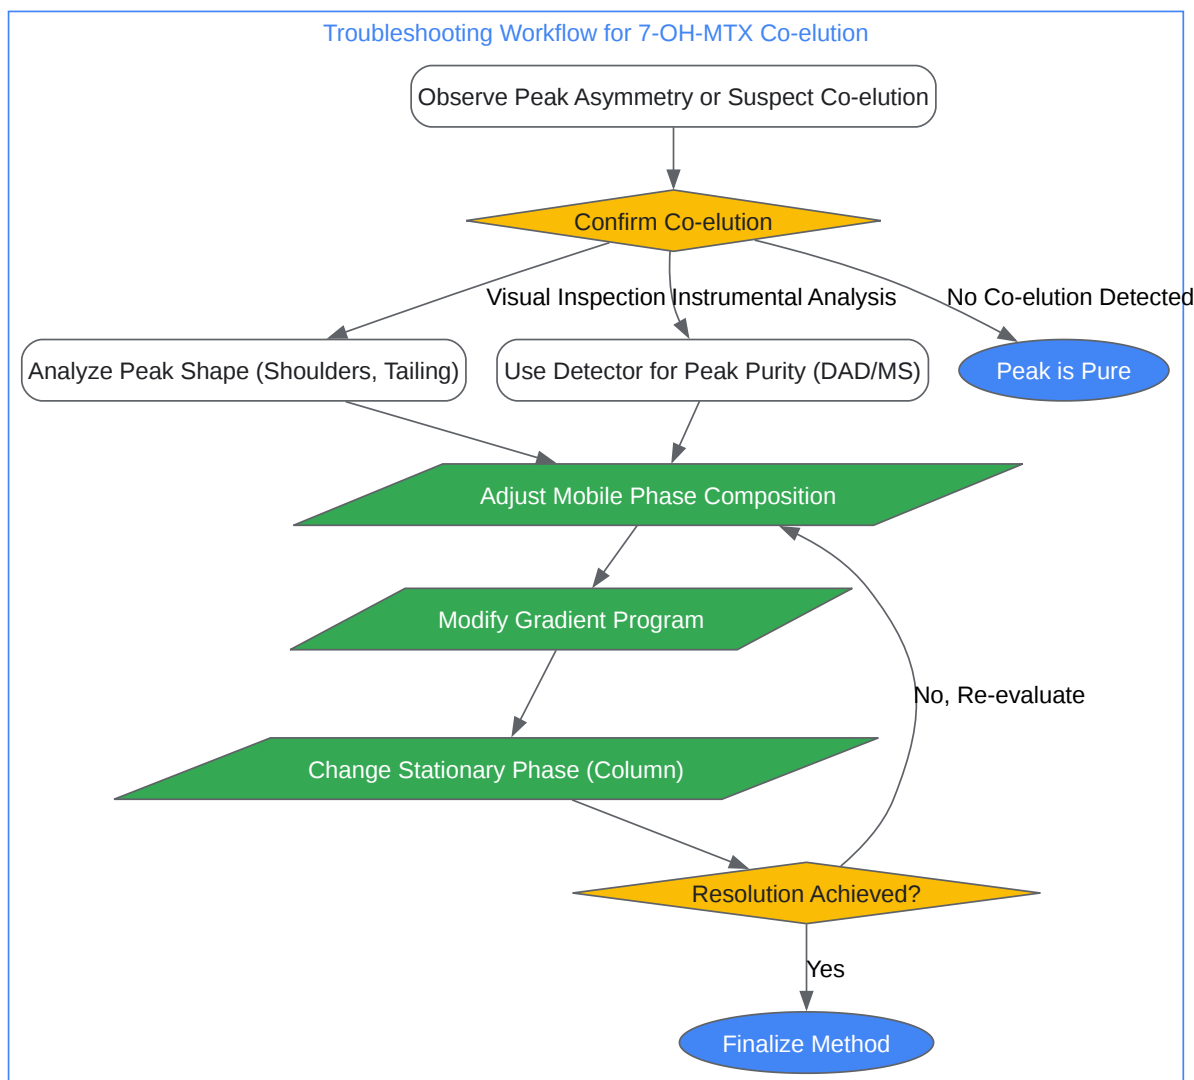 Troubleshooting Workflow for 7-OH-MTX Co-elution
Observe Peak Asymmetry or Suspect Co-elution
Confirm Co-elution
Visual Inspection
Instrumental Analysis
No Co-elution Detected
Analyze Peak Shape (Shoulders, Tailing)
Use Detector for Peak Purity (DAD/MS)
Peak is Pure
Adjust Mobile Phase Composition
Modify Gradient Program
No, Re-evaluate
Change Stationary Phase (Column)
Resolution Achieved?
Yes
Finalize Method